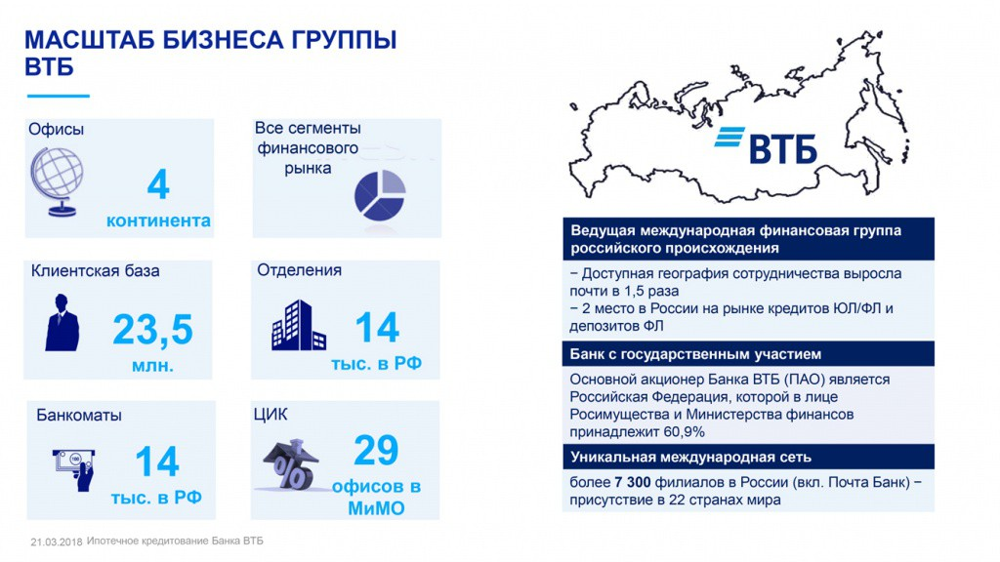 МАСШТАБ БИЗНЕСА ГРУППЫ
ВТБ
Офисы
4
континента
Все сегменты
финансового
рынка
Клиентская база
23,5
млн.
Отделения
14
тыс. в РФ
Банкоматы
100
14
тыс. в РФ
ЦИК
%
29
офисов в
МиМО
ВТБ
Ведущая международная финансовая группа
российского происхождения
− Доступная география сотрудничества выросла
почти в 1,5 раза
− 2 место в России на рынке кредитов ЮЛ/ФЛ и
депозитов ФЛ
Банк с государственным участием
Основной акционер Банка ВТБ (ПАО) является
Российская Федерация, которой в лице
Росимущества и Министерства финансов
принадлежит 60,9%
Уникальная международная сеть
более 7 300 филиалов в России (вкл. Почта Банк) −
присутствие в 22 странах мира
21.03.2018 Ипотечное кредитование Банка ВТБ